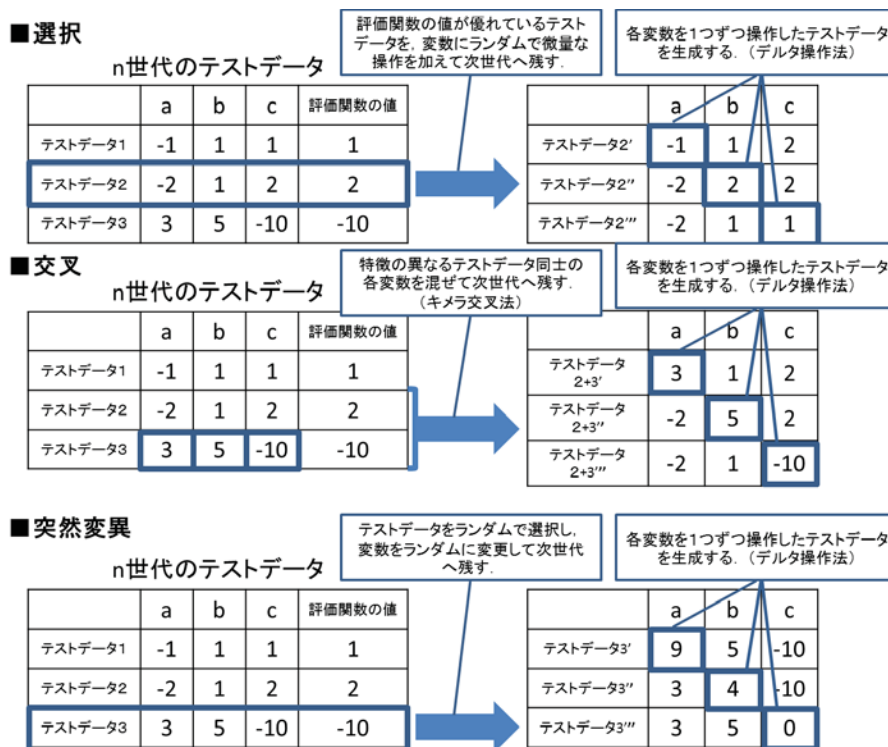 ■選択
n世代のテストデータ
評価関数の値が優れているテスト
データを，変数にランダムで微量な
操作を加えて次世代へ残す．
各変数を1つずつ操作したテストデータ
を生成する．（デルタ操作法）
a b c 評価関数の値
テストデータ1 -1 1 1 1
テストデータ2 -2 1 2 2
テストデータ3 3 5 -10 -10
a b c
テストデータ2' -1 1 2
テストデータ2'' -2 2 2
テストデータ2''' -2 1 1
■交叉
n世代のテストデータ
特徴の異なるテストデータ同士の
各変数を混ぜて次世代へ残す．
（キメラ交叉法）
各変数を1つずつ操作したテストデータ
を生成する．（デルタ操作法）
a b c 評価関数の値
テストデータ1 -1 1 1 1
テストデータ2 -2 1 2 2
テストデータ3 3 5 -10 -10
a b c
テストデータ
2+3' 3 1 2
テストデータ
2+3'' -2 5 2
テストデータ
2+3''' -2 1 -10
■突然変異
n世代のテストデータ
テストデータをランダムで選択し，
変数をランダムに変更して次世代
へ残す．
各変数を1つずつ操作したテストデータ
を生成する．（デルタ操作法）
a b c 評価関数の値
テストデータ1 -1 1 1 1
テストデータ2 -2 1 2 2
テストデータ3 3 5 -10 -10
a b c
テストデータ3' 9 5 -10
テストデータ3'' 3 4 -10
テストデータ3''' 3 5 0